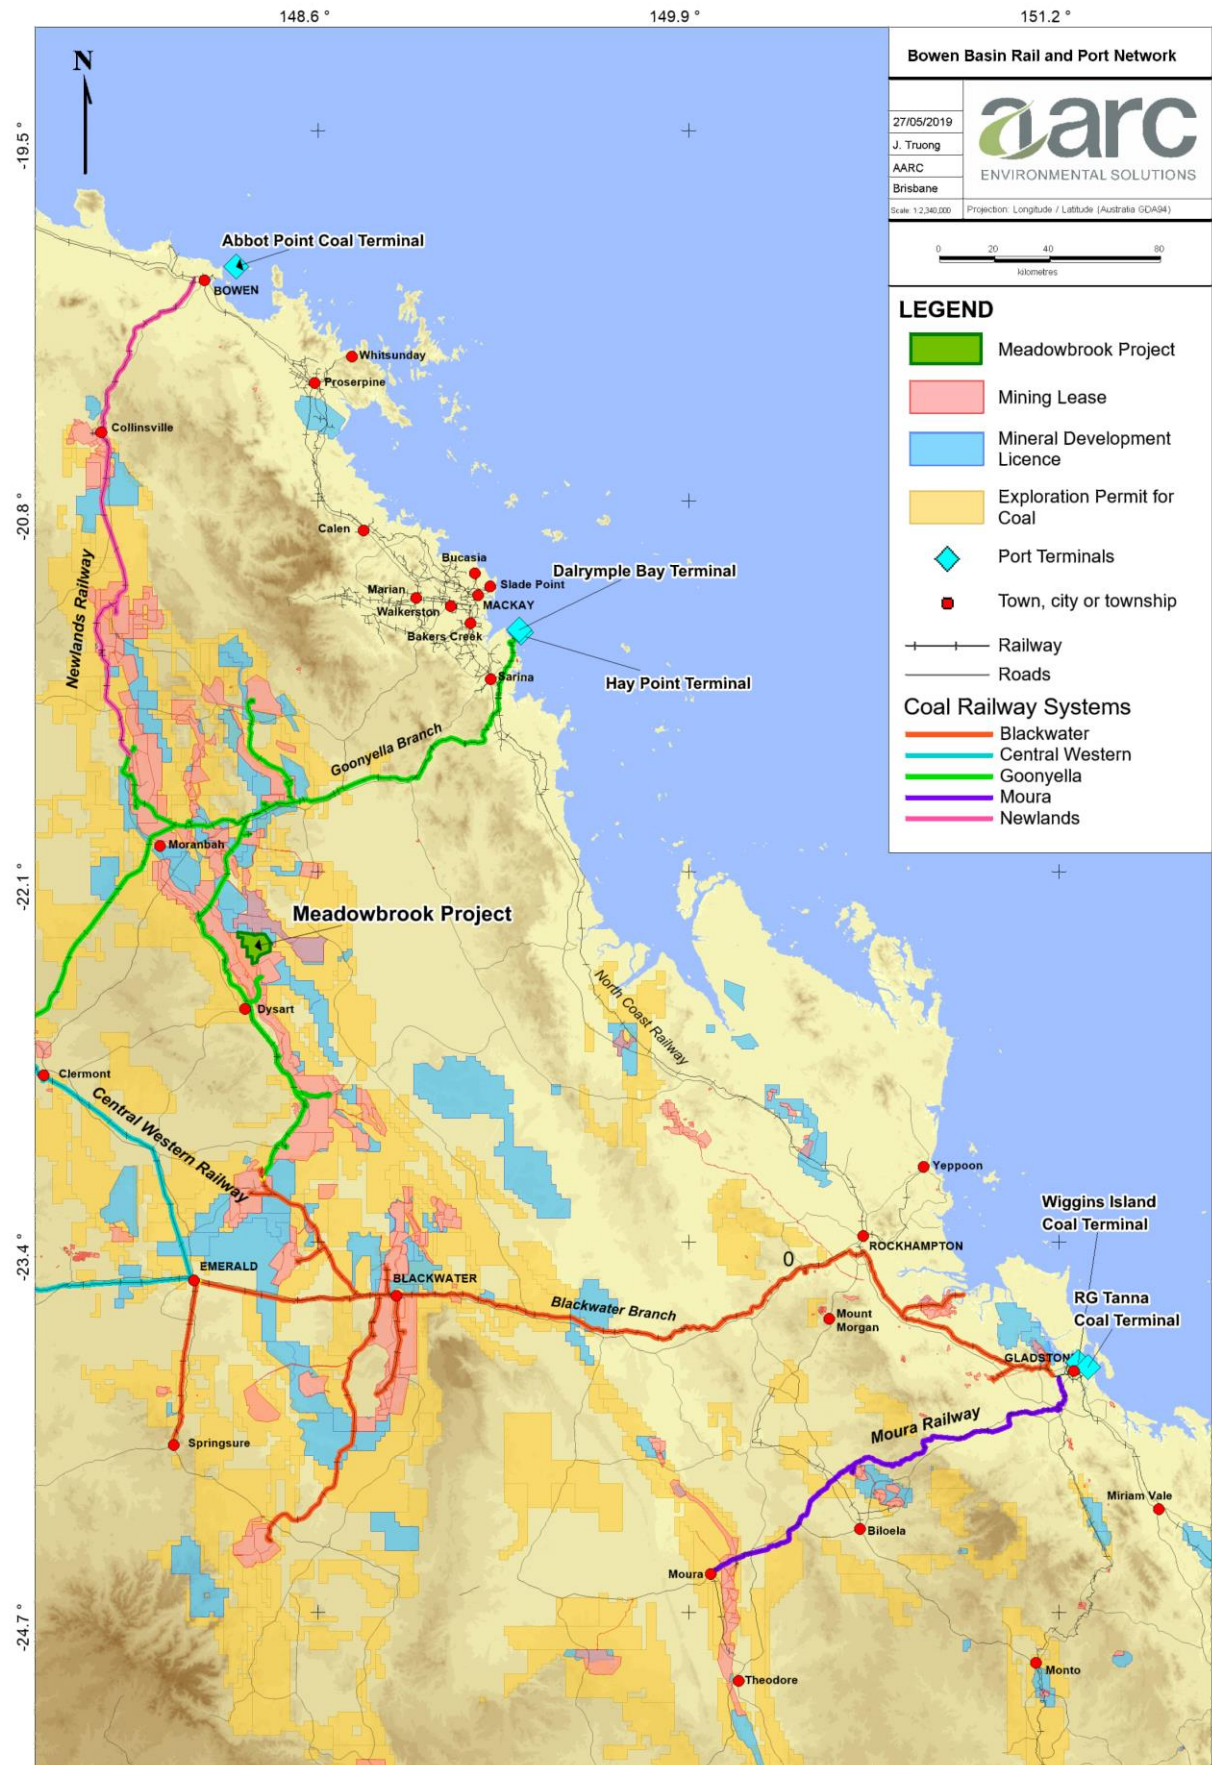 148.6 °
149.9 °
151.2 °
Bowen Basin Rail and Port Network
27/05/2019
J. Truong
AARC
Brisbane
Scale: 1:2,340,000
Projection: Longitude / Latitude (Australia GDA94)
aarc
ENVIRONMENTAL SOLUTIONS
0 20 40 80
kilometres
LEGEND
Meadowbrook Project
Mining Lease
Mineral Development
Licence
Exploration Permit for
Coal
Port Terminals
Town, city or township
Railway
Roads
Coal Railway Systems
Blackwater
Central Western
Goonyella
Moura
Newlands
N
-19.5 °
-20.8 °
-22.1 °
-23.4 °
-24.7 °
Abbot Point Coal Terminal
BOWEN
Whitsunday
Proserpine
Collinsville
Calen
Bucasia
Dalrymple Bay Terminal
Slade Point
Marian
MACKAY
Walkerston
Bakers Creek
Newlands Railway
Sarina
Hay Point Terminal
Goonyella Branch
Moranbah
Meadowbrook Project
North Coast Railway
Dysart
Clermont
Central Western Railway
Yeppoon
Wiggins Island
Coal Terminal
ROCKHAMPTON
0
EMERALD
BLACKWATER
Blackwater Branch
Mount
Morgan
RG Tanna
Coal Terminal
GLADSTON
Moura Railway
Springsure
Miriam Vale
Biloela
Moura
Monto
Theodore